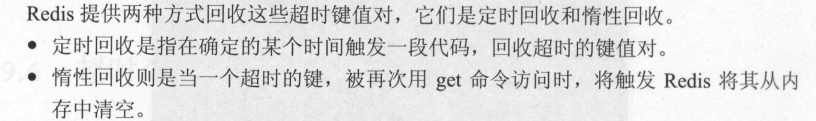 Redis 提供两种方式回收这些超时键值对，它们是定时回收和惰性回收。
● 定时回收是指在确定的某个时间触发一段代码，回收超时的键值对。
● 惰性回收则是当一个超时的键，被再次用 get 命令访问时，将触发 Redis 将其从内
存中清空。